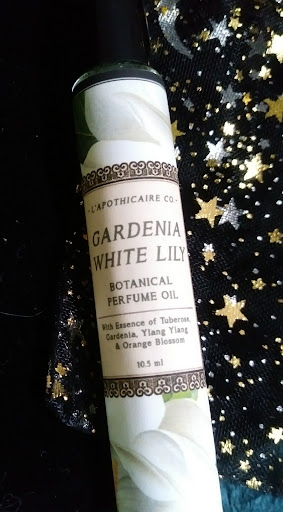 - L'APOTHICAIRE CO. -
GARDENIA
WHITE LILY
BOTANICAL
PERFUME OIL
With Essence of Tuberose,
Gardenia, Ylang Ylang
& Orange Blossom
10.5 ml